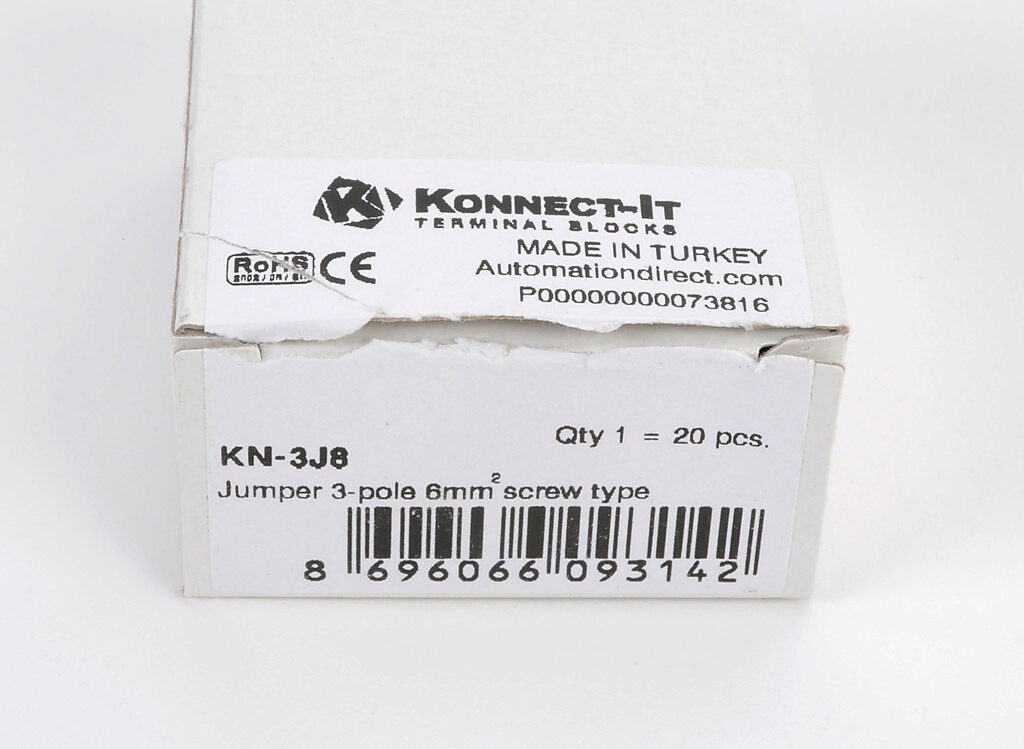 KONNECT-IT
TERMINAL BLOCKS
MADE IN TURKEY
RoHS CE
Automationdirect.com
P00000000073816
Qty 1 = 20 pcs.
KN-3J8
Jumper 3-pole 6mm² screw type
8 696066 093142